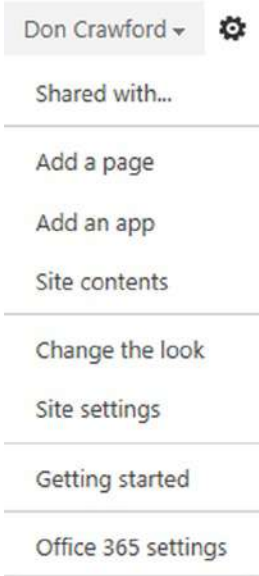 Don Crawford
Shared with...
Add a page
Add an app
Site contents
Change the look
Site settings
Getting started
Office 365 settings